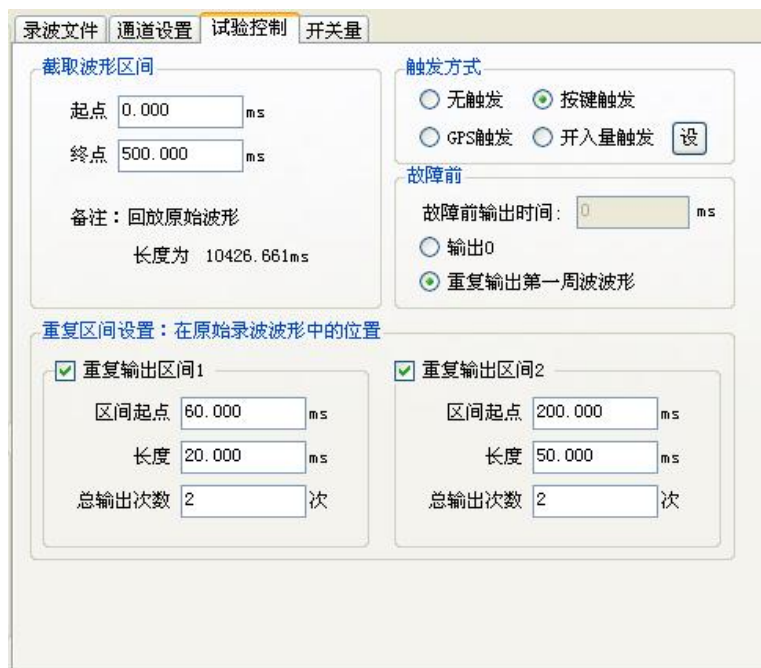 录波文件 通道设置 试验控制 开关量
截取波形区间
起点 0.000 ms
终点 500.000 ms
备注：回放原始波形
长度为 10426.661ms
触发方式
无触发 按键触发
GPS触发 开入量触发 设
故障前
故障前输出时间: 0 ms
输出0
重复输出第一周波波形
重复区间设置：在原始录波波形中的位置
重复输出区间1
区间起点 60.000 ms
长度 20.000 ms
总输出次数 2 次
重复输出区间2
区间起点 200.000 ms
长度 50.000 ms
总输出次数 2 次